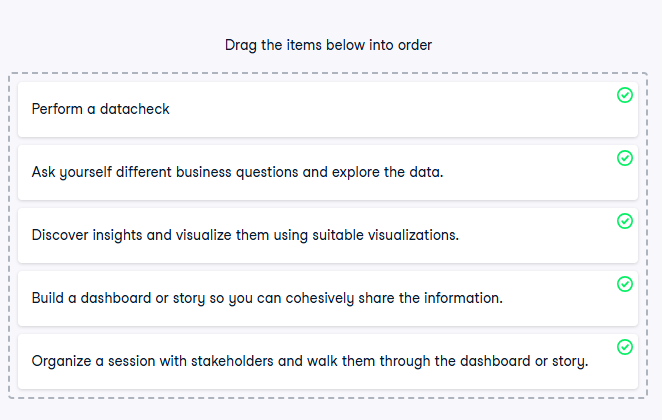 Drag the items below into order
Perform a datacheck
Ask yourself different business questions and explore the data.
Discover insights and visualize them using suitable visualizations.
Build a dashboard or story so you can cohesively share the information.
Organize a session with stakeholders and walk them through the dashboard or story.